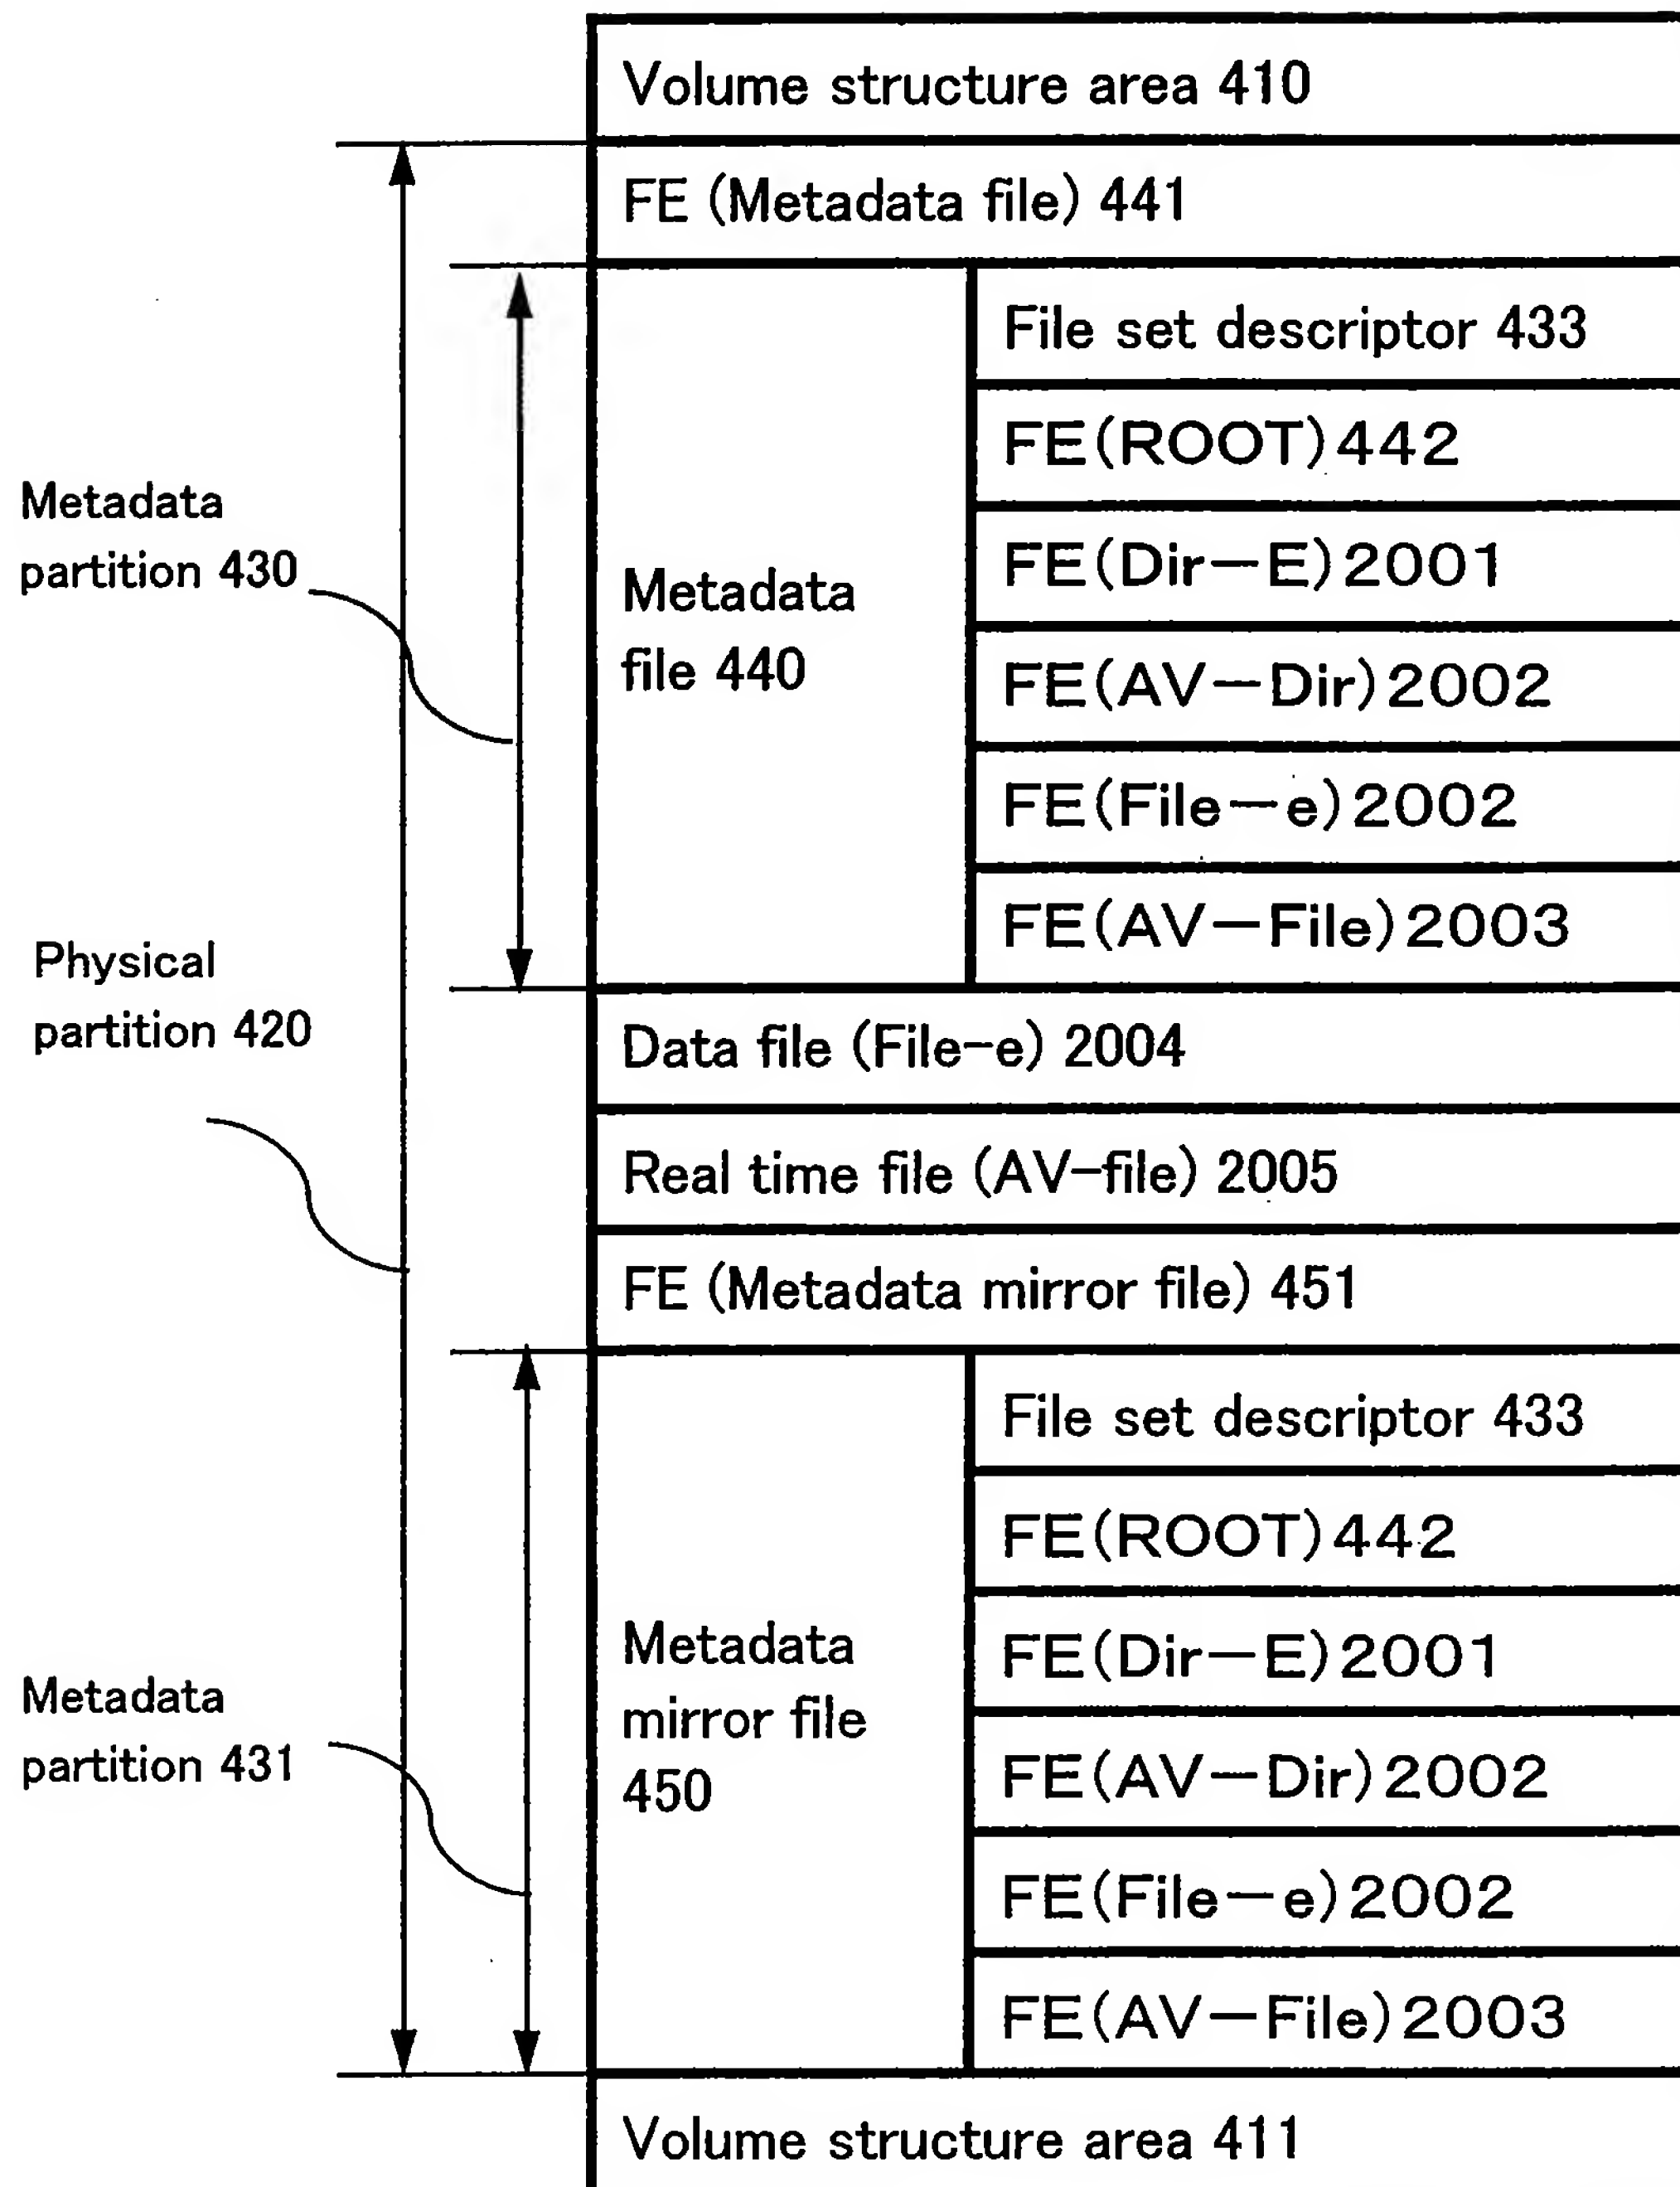 Volume structure area 410
FE (Metadata file) 441
Metadata
partition 430
Metadata
file 440
File set descriptor 433
FE(ROOT)442
FE(Dir-E)2001
FE(AV-Dir)2002
FE(File-e)2002
FE(AV-File)2003
Physical
partition 420
Data file (File-e) 2004
Real time file (AV-file) 2005
FE (Metadata mirror file) 451
Metadata
partition 431
Metadata
mirror file
450
File set descriptor 433
FE(ROOT)442
FE(Dir-E)2001
FE(AV-Dir)2002
FE(File-e)2002
FE(AV-File)2003
Volume structure area 411